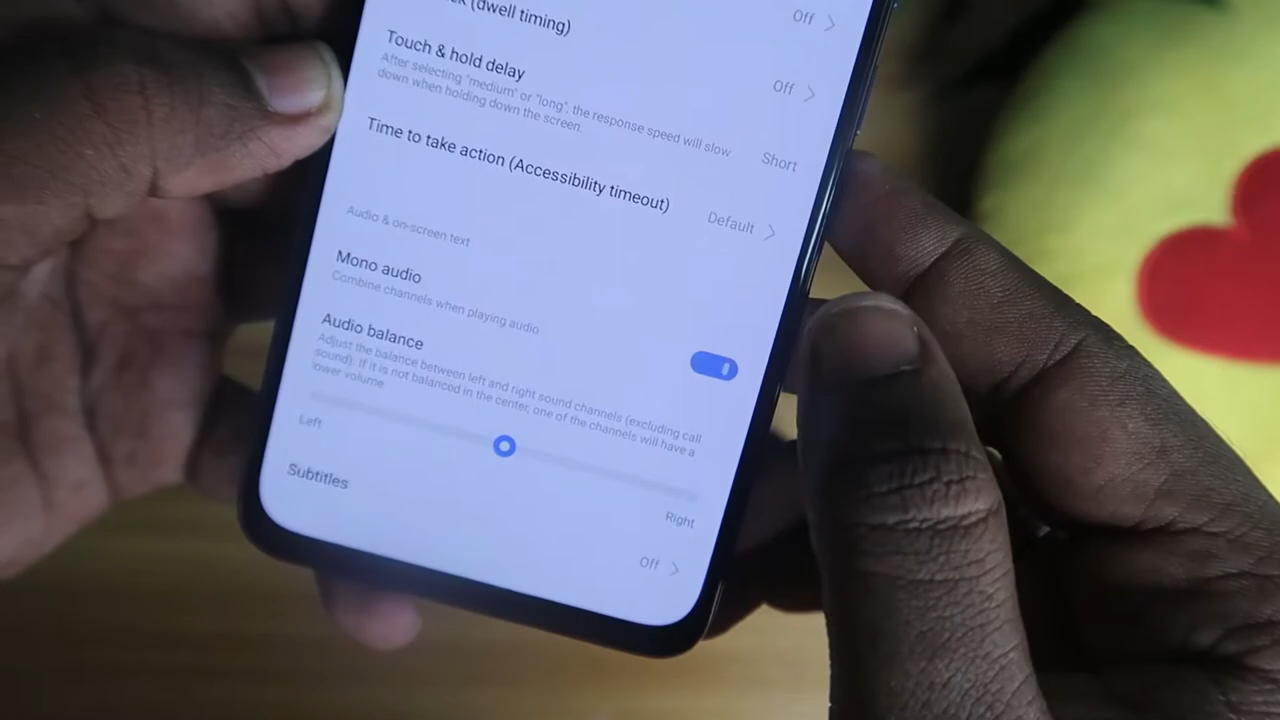 (dwell timing)
Off
Touch & hold delay
After selecting "medium" or "long", the response speed will slow
down when holding down the screen.
Off
Short
Time to take action (Accessibility timeout)
Default
Audio & on-screen text
Mono audio
Combine channels when playing audio
Audio balance
Adjust the balance between left and right sound channels (excluding call
sound). If it is not balanced in the center, one of the channels will have a
lower volume.
Left
Right
Subtitles
Off